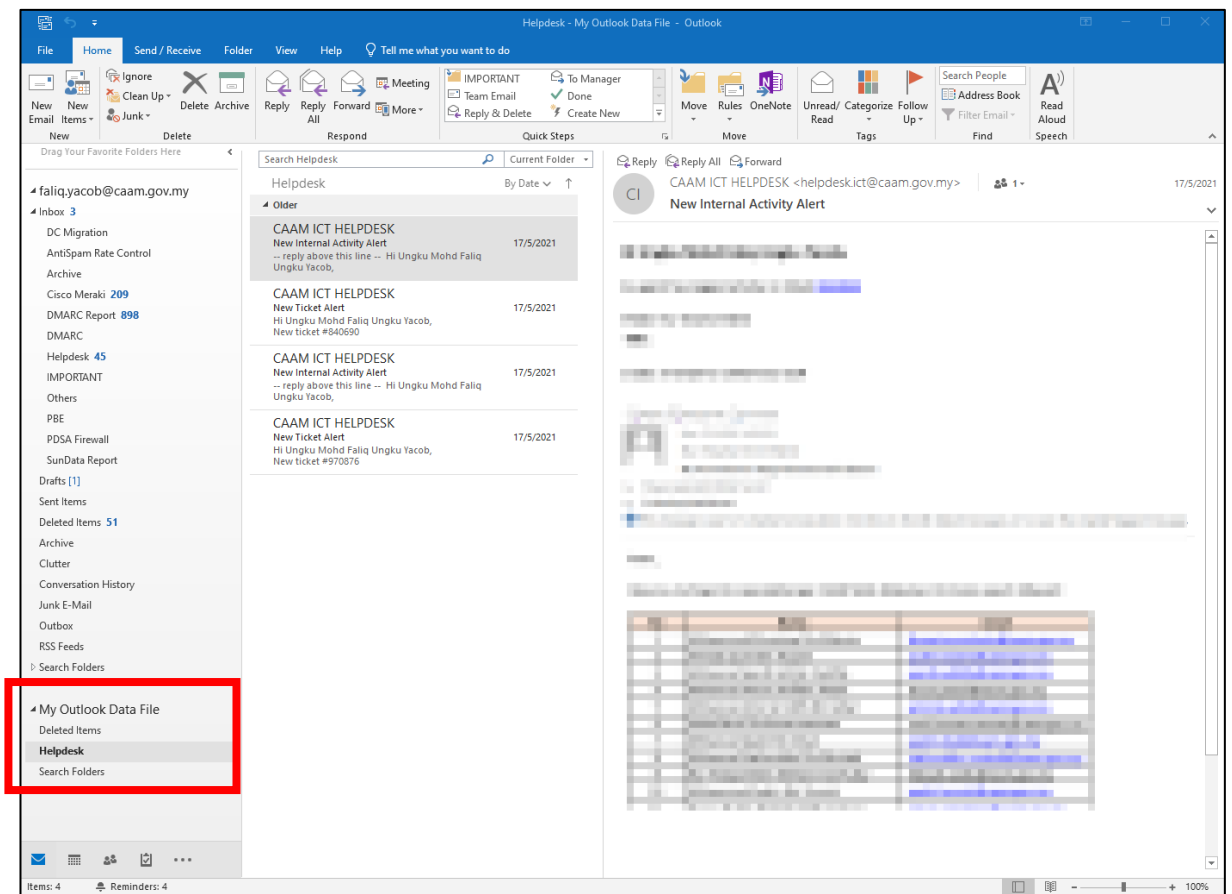 Helpdesk - My Outlook Data File - Outlook
File Home Send / Receive Folder View Help Tell me what you want to do
New Email
New Items
New
Ignore
Clean Up
Junk
Delete
Archive
Delete
Reply
Reply All
Forward
Meeting
More
Respond
IMPORTANT
Team Email
Reply & Delete
To Manager
Done
Create New
Quick Steps
Move
Rules
OneNote
Move
Unread/ Read
Categorize
Follow Up
Tags
Search People
Address Book
Filter Email
Find
Read Aloud
Speech
Drag Your Favorite Folders Here
faliq.yacob@caam.gov.my
Inbox 3
DC Migration
AntiSpam Rate Control
Archive
Cisco Meraki 209
DMARC Report 898
DMARC
Helpdesk 45
IMPORTANT
Others
PBE
PDSA Firewall
SunData Report
Drafts [1]
Sent Items
Deleted Items 51
Archive
Clutter
Conversation History
Junk E-Mail
Outbox
RSS Feeds
Search Folders
My Outlook Data File
Deleted Items
Helpdesk
Search Folders
Search Helpdesk Current Folder
Helpdesk By Date
Older
CAAM ICT HELPDESK
New Internal Activity Alert 17/5/2021
-- reply above this line -- Hi Ungku Mohd Faliq
Ungku Yacob,
CAAM ICT HELPDESK
New Ticket Alert 17/5/2021
Hi Ungku Mohd Faliq Ungku Yacob,
New ticket #840690
CAAM ICT HELPDESK
New Internal Activity Alert 17/5/2021
-- reply above this line -- Hi Ungku Mohd Faliq
Ungku Yacob,
CAAM ICT HELPDESK
New Ticket Alert 17/5/2021
Hi Ungku Mohd Faliq Ungku Yacob,
New ticket #970876
Reply Reply All Forward
CI
CAAM ICT HELPDESK <helpdesk.ict@caam.gov.my> 1 17/5/2021
New Internal Activity Alert
Items: 4 Reminders: 4 100%